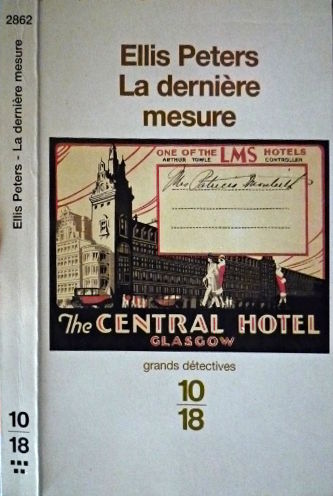 2862
Ellis Peters - La dernière mesure
10
18
Ellis Peters
La dernière
mesure
ONE OF THE LMS HOTELS
ARTHUR TOWLE CONTROLLER
The CENTRAL HOTEL
GLASGOW
grands détectives
10
18